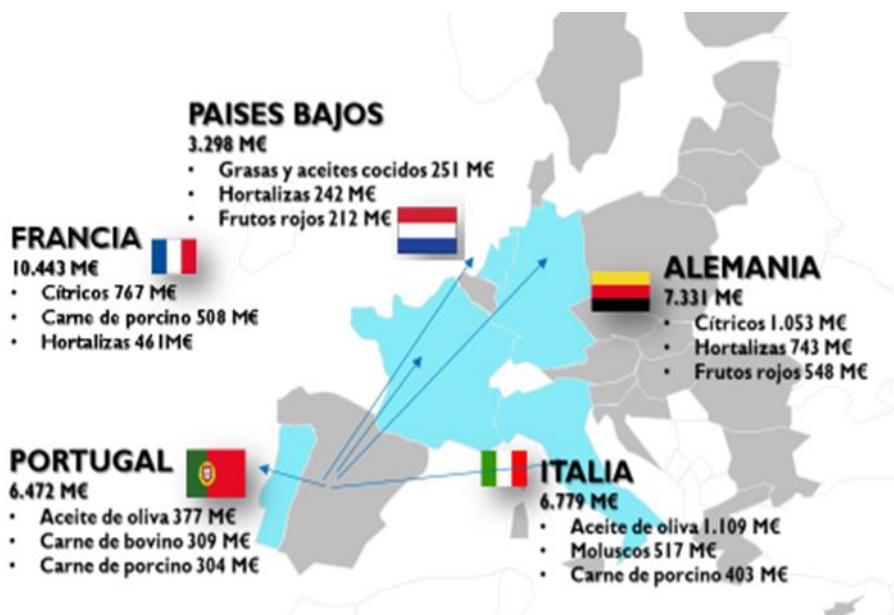 PAISES BAJOS
3.298 M€
• Grasas y aceites cocidos 251 M€
• Hortalizas 242 M€
• Frutos rojos 212 M€
FRANCIA
10.443 M€
• Cítricos 767 M€
• Carne de porcino 508 M€
• Hortalizas 461M€
ALEMANIA
7.331 M€
• Cítricos 1.053 M€
• Hortalizas 743 M€
• Frutos rojos 548 M€
PORTUGAL
6.472 M€
• Aceite de oliva 377 M€
• Carne de bovino 309 M€
• Carne de porcino 304 M€
ITALIA
6.779 M€
• Aceite de oliva 1.109 M€
• Moluscos 517 M€
• Carne de porcino 403 M€